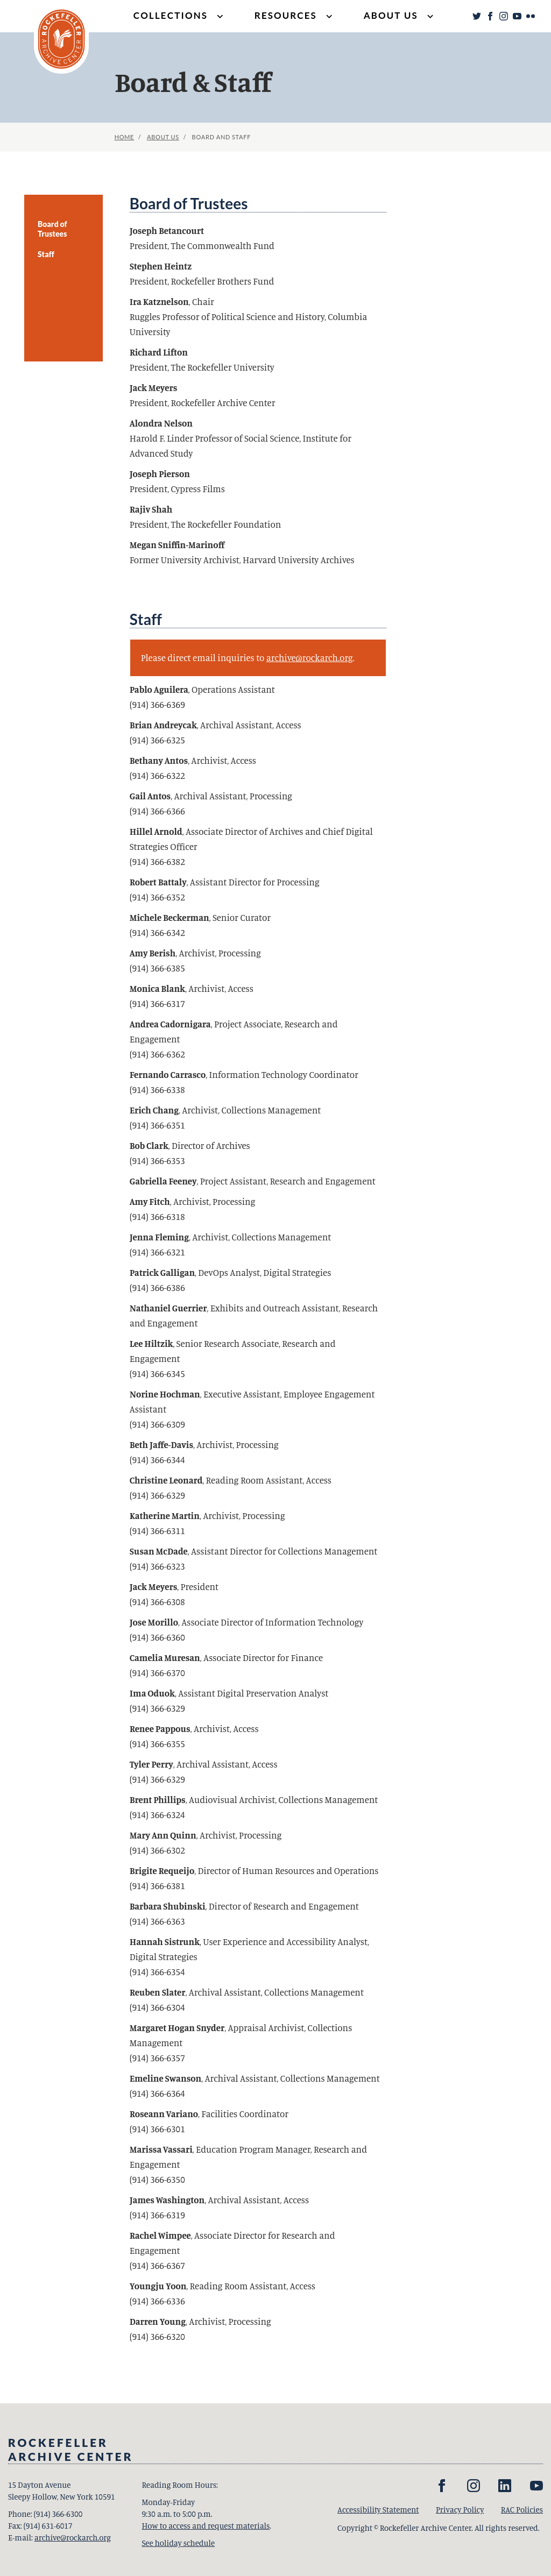 ROCKEFELLER
ARCHIVE CENTER
COLLECTIONS
RESOURCES
ABOUT US
Board & Staff
HOME / ABOUT US / BOARD AND STAFF
Board of
Trustees
Staff
Board of Trustees
Joseph Betancourt
President, The Commonwealth Fund
Stephen Heintz
President, Rockefeller Brothers Fund
Ira Katznelson, Chair
Ruggles Professor of Political Science and History, Columbia
University
Richard Lifton
President, The Rockefeller University
Jack Meyers
President, Rockefeller Archive Center
Alondra Nelson
Harold F. Linder Professor of Social Science, Institute for
Advanced Study
Joseph Pierson
President, Cypress Films
Rajiv Shah
President, The Rockefeller Foundation
Megan Sniffin-Marinoff
Former University Archivist, Harvard University Archives
Staff
Please direct email inquiries to archive@rockarch.org.
Pablo Aguilera, Operations Assistant
(914) 366-6369
Brian Andreycak, Archival Assistant, Access
(914) 366-6325
Bethany Antos, Archivist, Access
(914) 366-6322
Gail Antos, Archival Assistant, Processing
(914) 366-6366
Hillel Arnold, Associate Director of Archives and Chief Digital
Strategies Officer
(914) 366-6382
Robert Battaly, Assistant Director for Processing
(914) 366-6352
Michele Beckerman, Senior Curator
(914) 366-6342
Amy Berish, Archivist, Processing
(914) 366-6385
Monica Blank, Archivist, Access
(914) 366-6317
Andrea Cadornigara, Project Associate, Research and
Engagement
(914) 366-6362
Fernando Carrasco, Information Technology Coordinator
(914) 366-6338
Erich Chang, Archivist, Collections Management
(914) 366-6351
Bob Clark, Director of Archives
(914) 366-6353
Gabriella Feeney, Project Assistant, Research and Engagement
Amy Fitch, Archivist, Processing
(914) 366-6318
Jenna Fleming, Archivist, Collections Management
(914) 366-6321
Patrick Galligan, DevOps Analyst, Digital Strategies
(914) 366-6386
Nathaniel Guerrier, Exhibits and Outreach Assistant, Research
and Engagement
Lee Hiltzik, Senior Research Associate, Research and
Engagement
(914) 366-6345
Norine Hochman, Executive Assistant, Employee Engagement
Assistant
(914) 366-6309
Beth Jaffe-Davis, Archivist, Processing
(914) 366-6344
Christine Leonard, Reading Room Assistant, Access
(914) 366-6329
Katherine Martin, Archivist, Processing
(914) 366-6311
Susan McDade, Assistant Director for Collections Management
(914) 366-6323
Jack Meyers, President
(914) 366-6308
Jose Morillo, Associate Director of Information Technology
(914) 366-6360
Camelia Muresan, Associate Director for Finance
(914) 366-6370
Ima Oduok, Assistant Digital Preservation Analyst
(914) 366-6329
Renee Pappous, Archivist, Access
(914) 366-6355
Tyler Perry, Archival Assistant, Access
(914) 366-6329
Brent Phillips, Audiovisual Archivist, Collections Management
(914) 366-6324
Mary Ann Quinn, Archivist, Processing
(914) 366-6302
Brigite Requeijo, Director of Human Resources and Operations
(914) 366-6381
Barbara Shubinski, Director of Research and Engagement
(914) 366-6363
Hannah Sistrunk, User Experience and Accessibility Analyst,
Digital Strategies
(914) 366-6354
Reuben Slater, Archival Assistant, Collections Management
(914) 366-6304
Margaret Hogan Snyder, Appraisal Archivist, Collections
Management
(914) 366-6357
Emeline Swanson, Archival Assistant, Collections Management
(914) 366-6364
Roseann Variano, Facilities Coordinator
(914) 366-6301
Marissa Vassari, Education Program Manager, Research and
Engagement
(914) 366-6350
James Washington, Archival Assistant, Access
(914) 366-6319
Rachel Wimpee, Associate Director for Research and
Engagement
(914) 366-6367
Youngju Yoon, Reading Room Assistant, Access
(914) 366-6336
Darren Young, Archivist, Processing
(914) 366-6320
ROCKEFELLER
ARCHIVE CENTER
15 Dayton Avenue
Sleepy Hollow, New York 10591
Phone: (914) 366-6300
Fax: (914) 631-6017
E-mail: archive@rockarch.org
Reading Room Hours:
Monday-Friday
9:30 a.m. to 5:00 p.m.
How to access and request materials.
See holiday schedule
Accessibility Statement
Privacy Policy
RAC Policies
Copyright © Rockefeller Archive Center. All rights reserved.